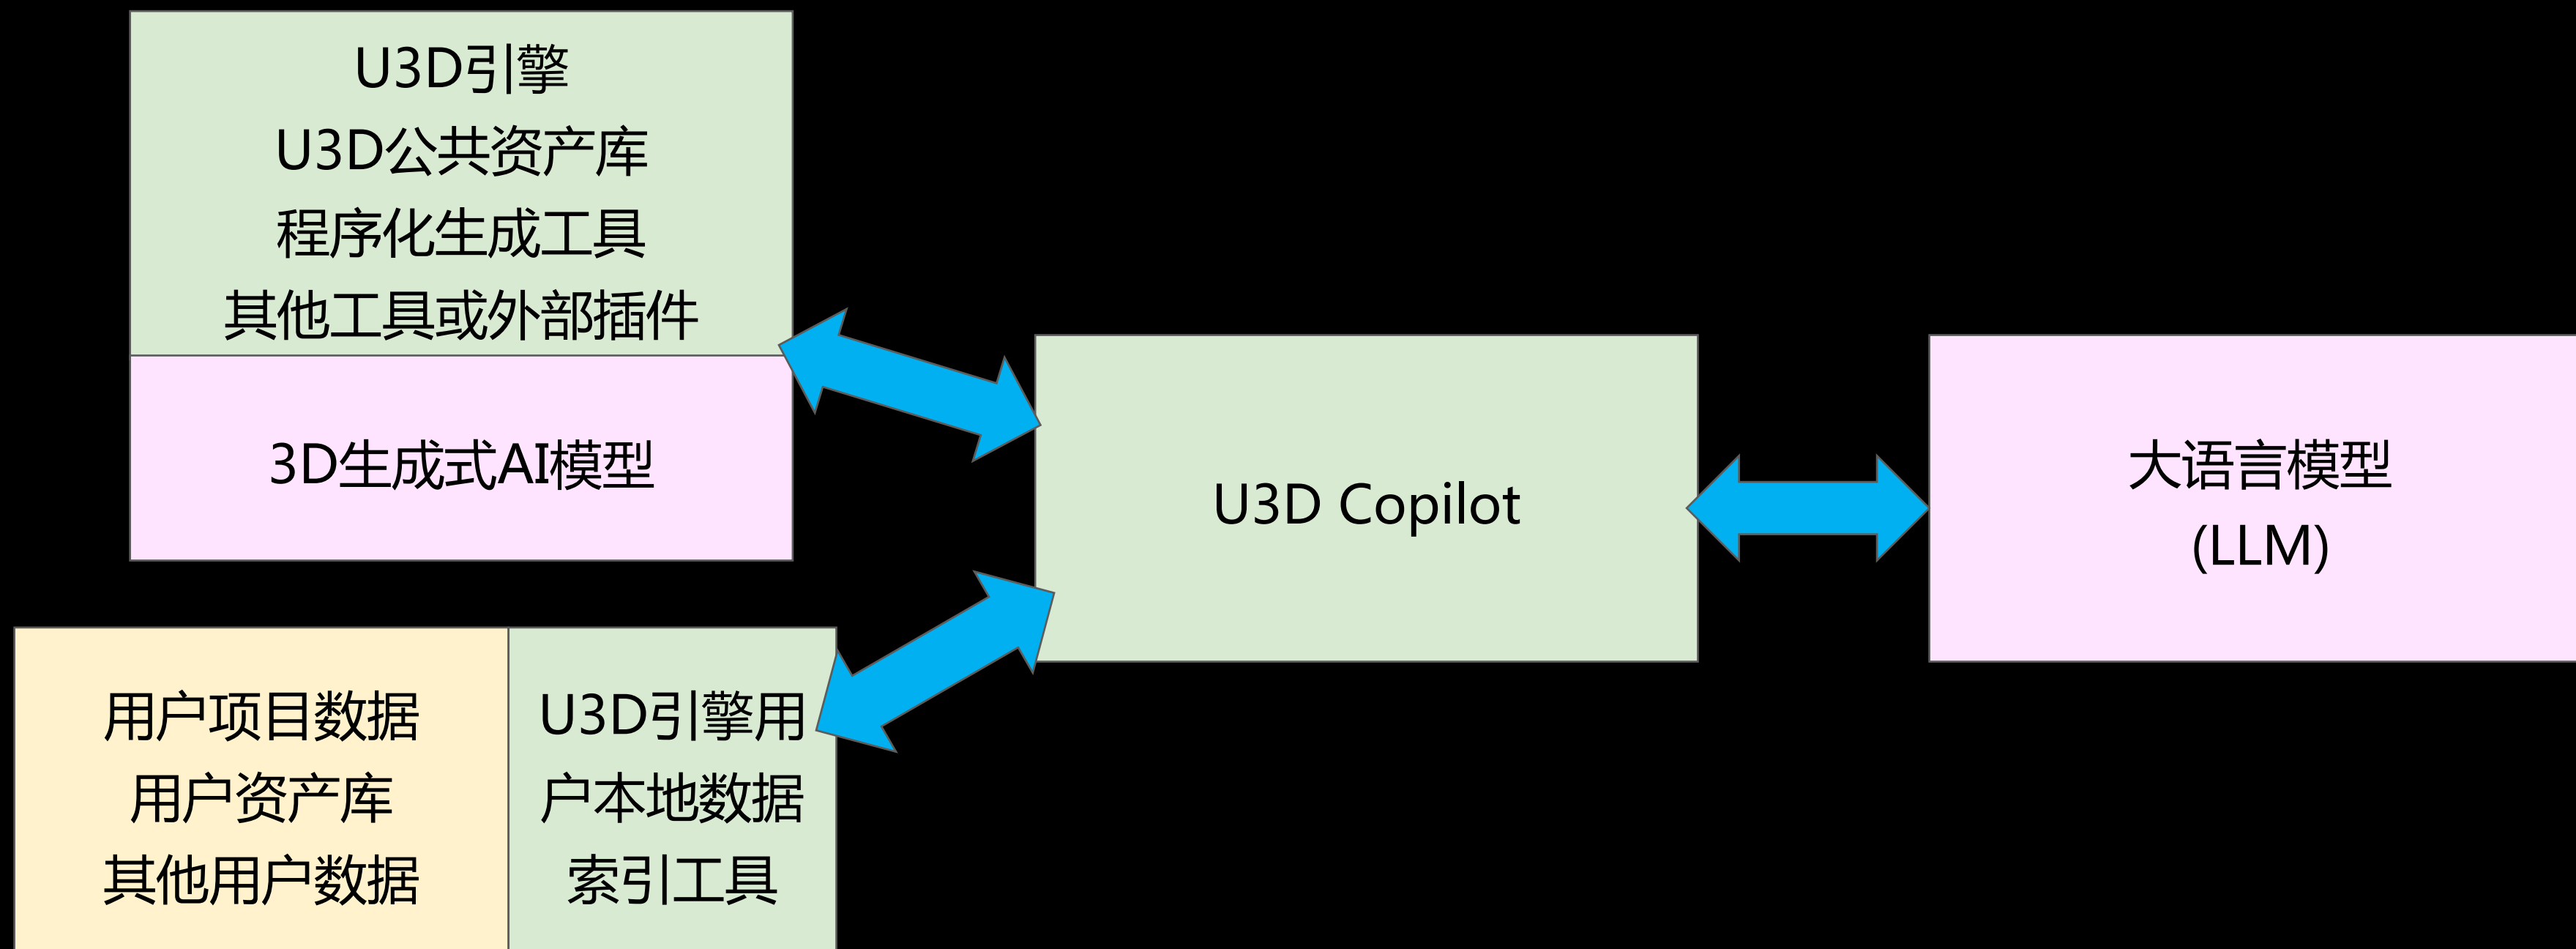 U3D引擎
U3D公共资产库
程序化生成工具
其他工具或外部插件
3D生成式AI模型
U3D Copilot
大语言模型
(LLM)
用户项目数据
用户资产库
其他用户数据
U3D引擎用
户本地数据
索引工具